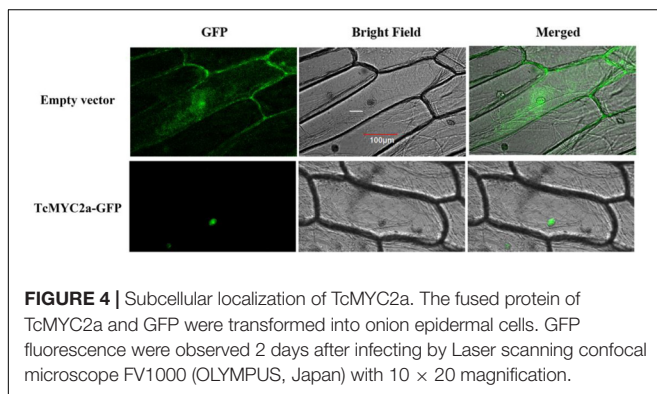 GFP
Bright Field
Merged
Empty vector
100μm
TcMYC2a-GFP
FIGURE 4 | Subcellular localization of TcMYC2a. The fused protein of
TcMYC2a and GFP were transformed into onion epidermal cells. GFP
fluorescence were observed 2 days after infecting by Laser scanning confocal
microscope FV1000 (OLYMPUS, Japan) with 10 × 20 magnification.